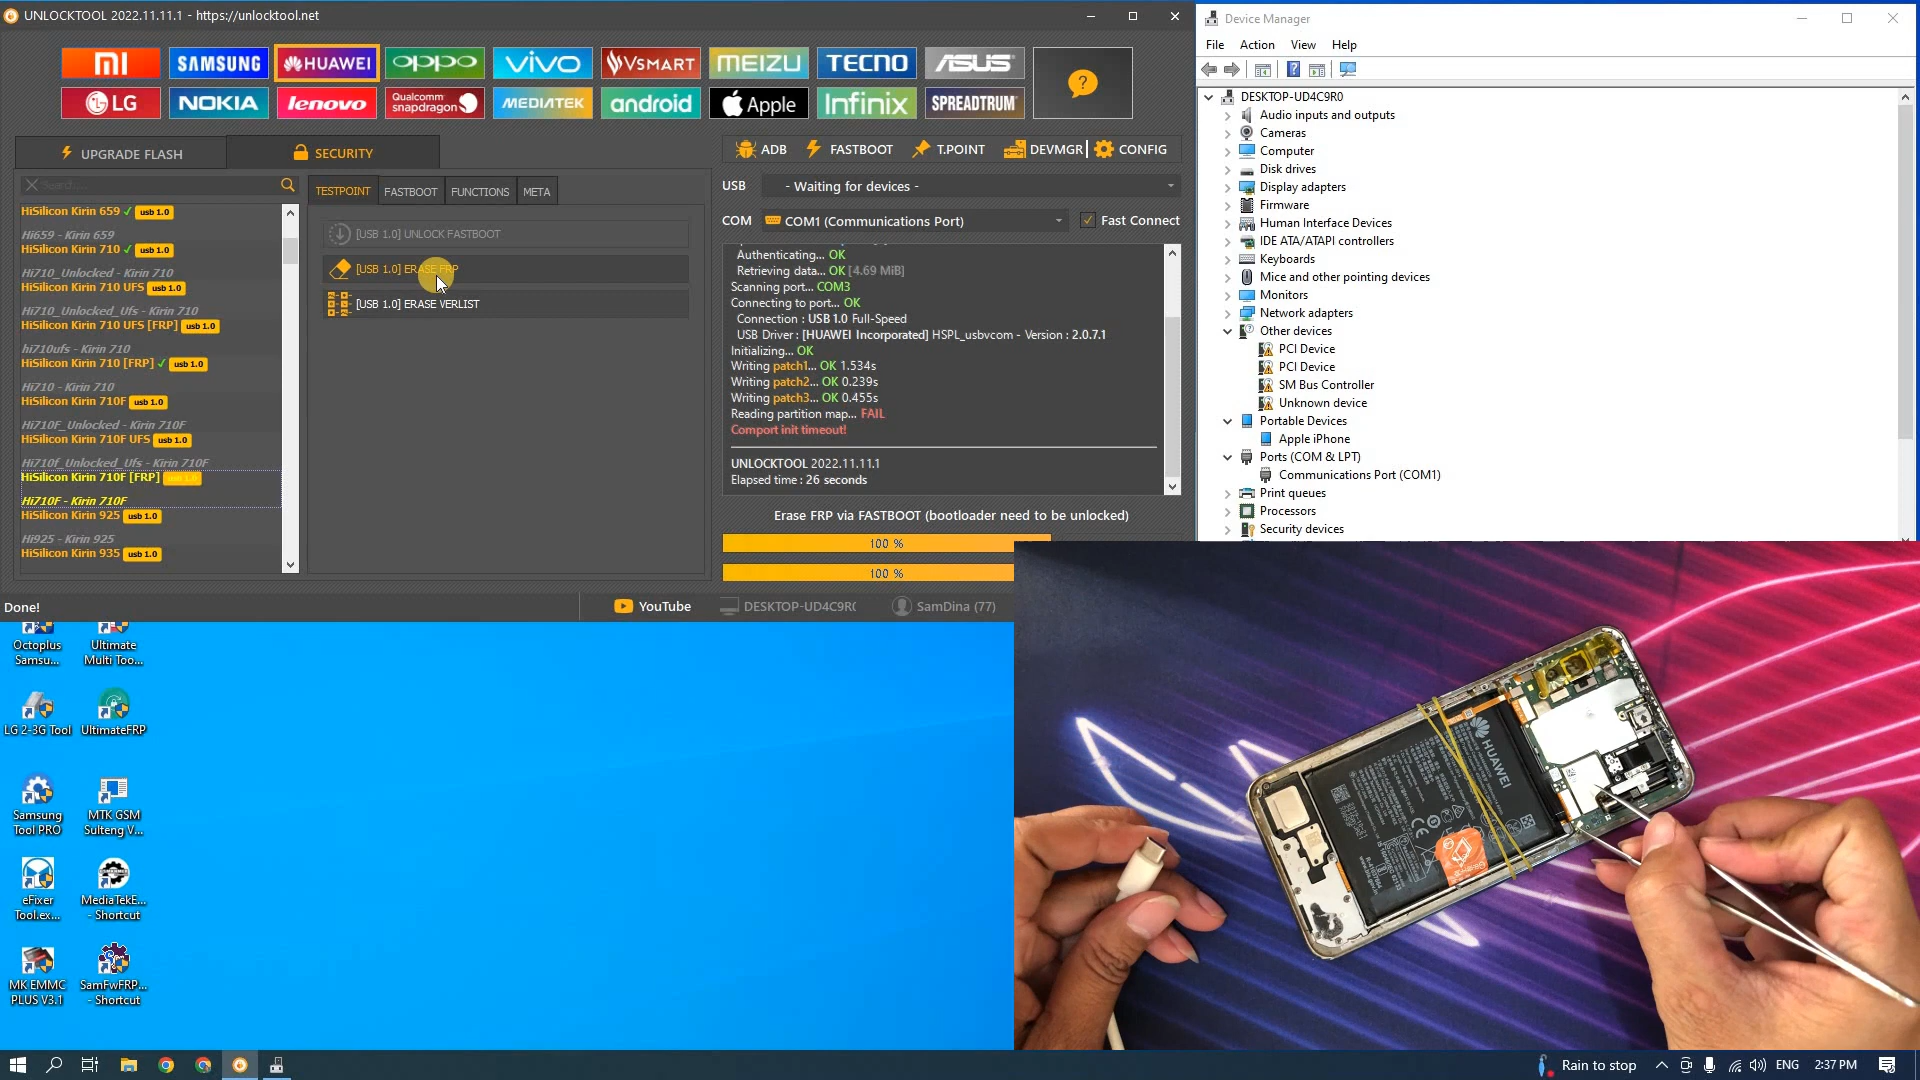 UNLOCKTOOL 2022.11.11.1 - https://unlocktool.net
SAMSUNG
HUAWEI
oppo
vivo
VSMART
MEIZU
TECNO
ASUS
?
LG
NOKIA
lenovo
Qualcomm
snapdragon
MEDIATEK
android
Apple
Infinix
SPREADTRUM
UPGRADE FLASH
SECURITY
ADB
FASTBOOT
T.POINT
DEVMGR
CONFIG
Search....
TESTPOINT
FASTBOOT
FUNCTIONS
META
USB
- Waiting for devices -
COM
COM1 (Communications Port)
Fast Connect
HiSilicon Kirin 659 ✓ usb 1.0
Hi659 - Kirin 659
HiSilicon Kirin 710 ✓ usb 1.0
Hi710_Unlocked - Kirin 710
HiSilicon Kirin 710 UFS usb 1.0
Hi710_Unlocked_Ufs - Kirin 710
HiSilicon Kirin 710 UFS [FRP] usb 1.0
hi710ufs - Kirin 710
HiSilicon Kirin 710 [FRP] ✓ usb 1.0
Hi710 - Kirin 710
HiSilicon Kirin 710F usb 1.0
Hi710F_Unlocked - Kirin 710F
HiSilicon Kirin 710F UFS usb 1.0
Hi710f_Unlocked_Ufs - Kirin 710F
HiSilicon Kirin 710F [FRP] usb 1.0
Hi710F - Kirin 710F
HiSilicon Kirin 925 usb 1.0
Hi925 - Kirin 925
HiSilicon Kirin 935 usb 1.0
[USB 1.0] UNLOCK FASTBOOT
[USB 1.0] ERASE FRP
[USB 1.0] ERASE VERLIST
Authenticating... OK
Retrieving data... OK [4.69 MiB]
Scanning port... COM3
Connecting to port... OK
Connection : USB 1.0 Full-Speed
USB Driver : [HUAWEI Incorporated] HSPL_usbvcom - Version : 2.0.7.1
Initializing... OK
Writing patch1... OK 1.534s
Writing patch2... OK 0.239s
Writing patch3... OK 0.455s
Reading partition map... FAIL
Comport init timeout!
UNLOCKTOOL 2022.11.11.1
Elapsed time : 26 seconds
Erase FRP via FASTBOOT (bootloader need to be unlocked)
100 %
100 %
Done!
YouTube
DESKTOP-UD4C9R0
SamDina (77)
Device Manager
File Action View Help
DESKTOP-UD4C9R0
Audio inputs and outputs
Cameras
Computer
Disk drives
Display adapters
Firmware
Human Interface Devices
IDE ATA/ATAPI controllers
Keyboards
Mice and other pointing devices
Monitors
Network adapters
Other devices
PCI Device
PCI Device
SM Bus Controller
Unknown device
Portable Devices
Apple iPhone
Ports (COM & LPT)
Communications Port (COM1)
Print queues
Processors
Security devices
Octoplus
Samsu...
Ultimate
Multi Too...
LG 2-3G Tool
UltimateFRP
Samsung
Tool PRO
MTK GSM
Sulteng V...
eFixer
Tool.ex...
MediaTekE...
- Shortcut
MK EMMC
PLUS V3.1
SamFwFRP...
- Shortcut
HUAWEI
Rain to stop
ENG
2:37 PM